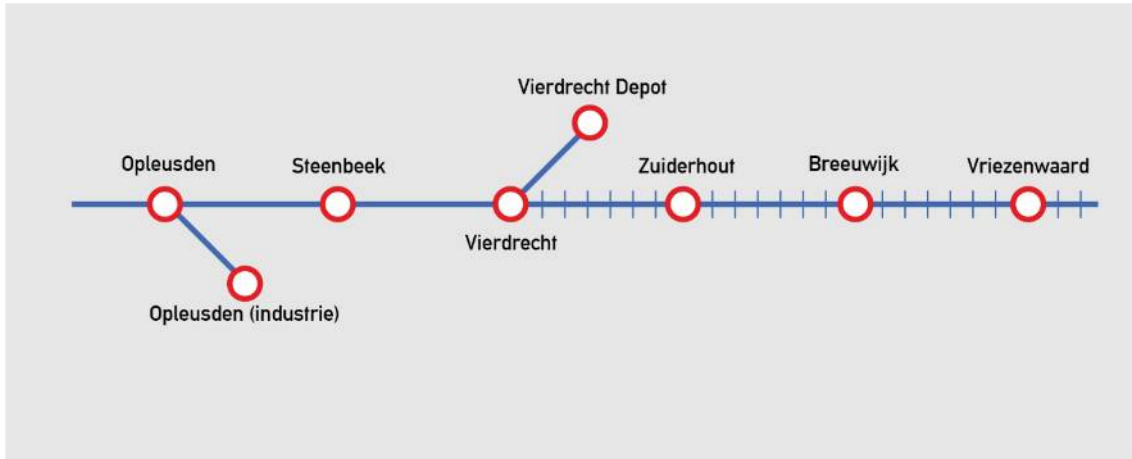 Vierdrecht Depot
Opleusden
Steenbeek
Zuiderhout
Breeuwijk
Vriezenwaard
Vierdrecht
Opleusden (industrie)